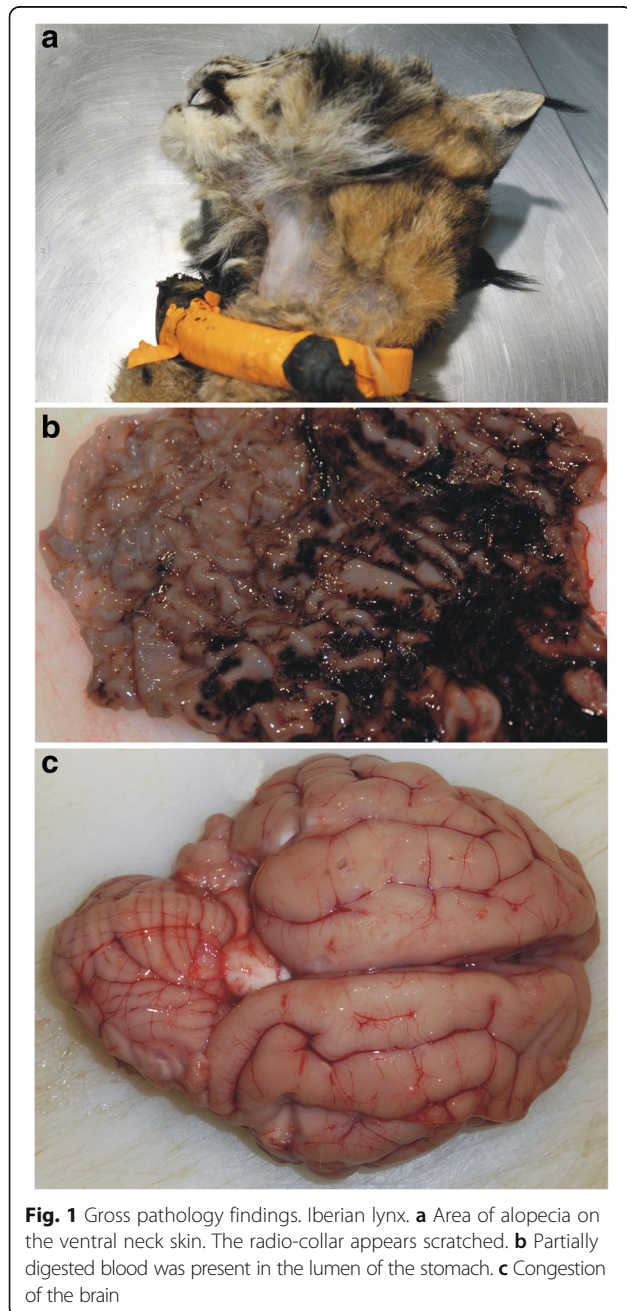 a
b
c
Fig. 1 Gross pathology findings. Iberian lynx. a Area of alopecia on
the ventral neck skin. The radio-collar appears scratched. b Partially
digested blood was present in the lumen of the stomach. c Congestion
of the brain